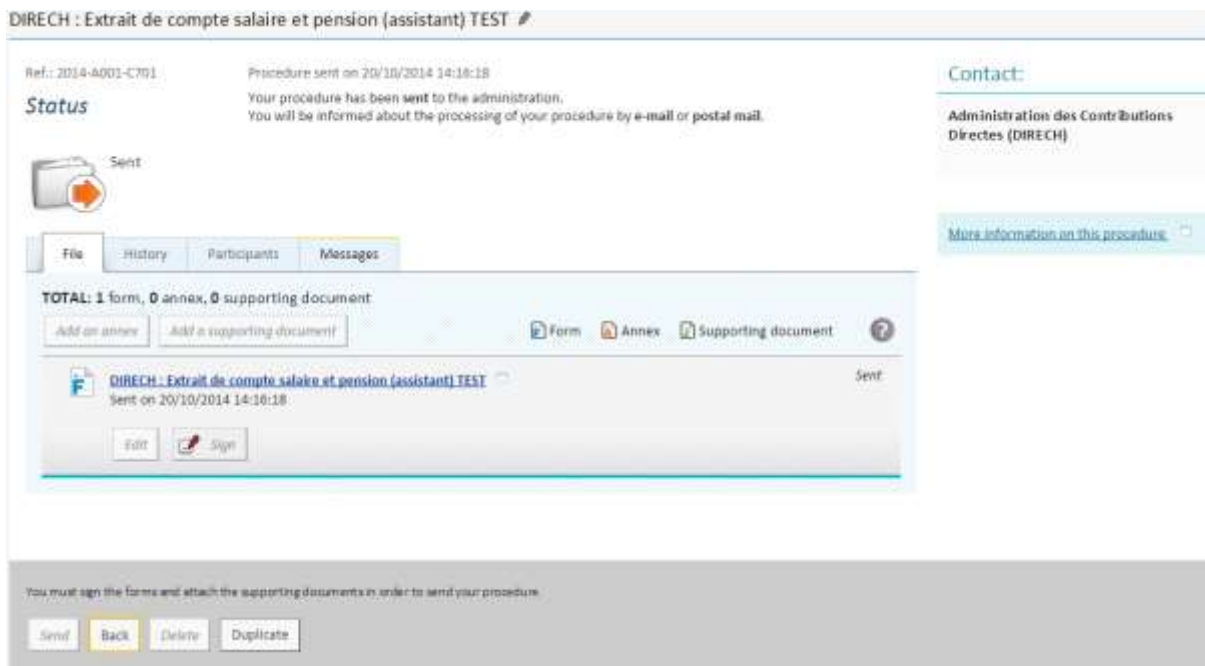 DIRECH : Extrait de compte salaire et pension (assistant) TEST
Ref.: 2014-A001-C701
Procedure sent on 20/10/2014 14:16:18
Status
Your procedure has been sent to the administration.
You will be informed about the processing of your procedure by e-mail or postal mail.
Sent
Contact:
Administration des Contributions
Directes (DIRECH)
More information on this procedure
File History Participants Messages
TOTAL: 1 form, 0 annex, 0 supporting document
Add an annex Add a supporting document Form Annex Supporting document ?
DIRECH : Extrait de compte salaire et pension (assistant) TEST Sent
Sent on 20/10/2014 14:16:18
Edit Sign
You must sign the forms and attach the supporting documents in order to send your procedure
Send Back Delete Duplicate